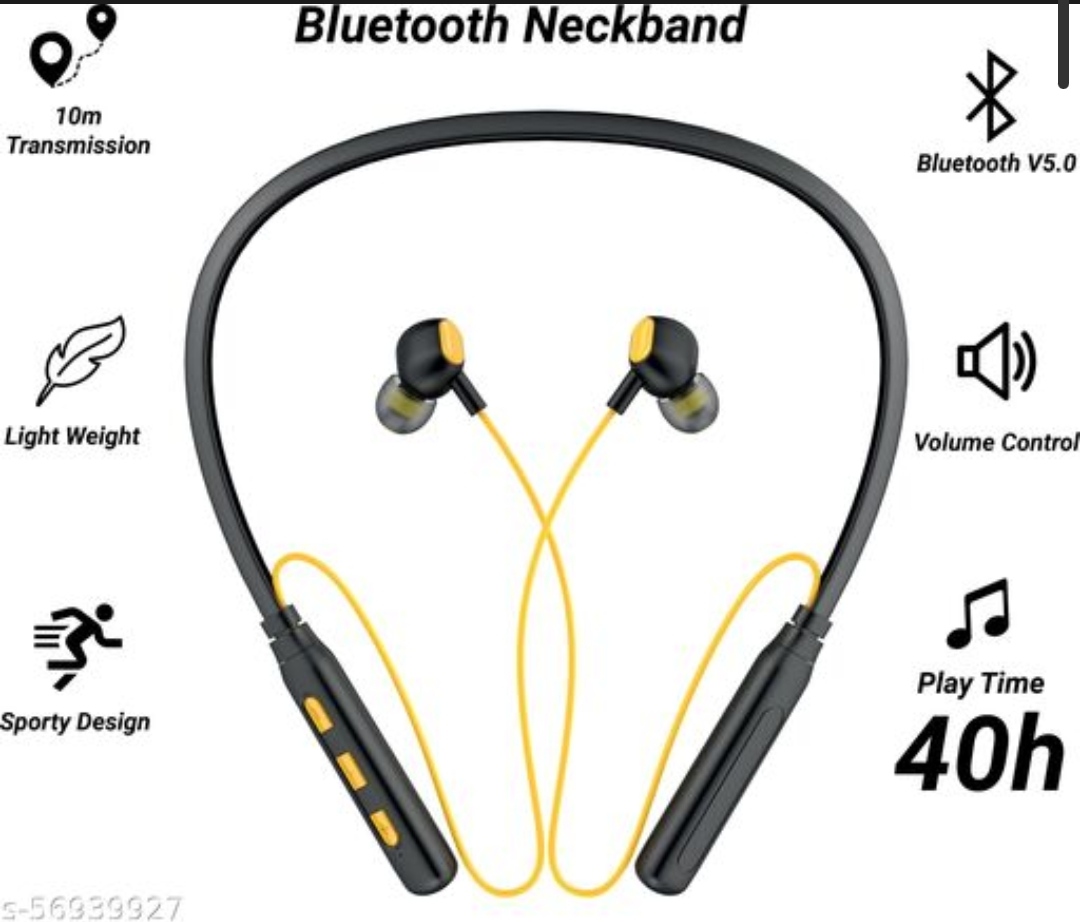 Bluetooth Neckband
10m
Transmission
Bluetooth V5.0
Light Weight
Volume Control
Sporty Design
Play Time
40h
s-56939927